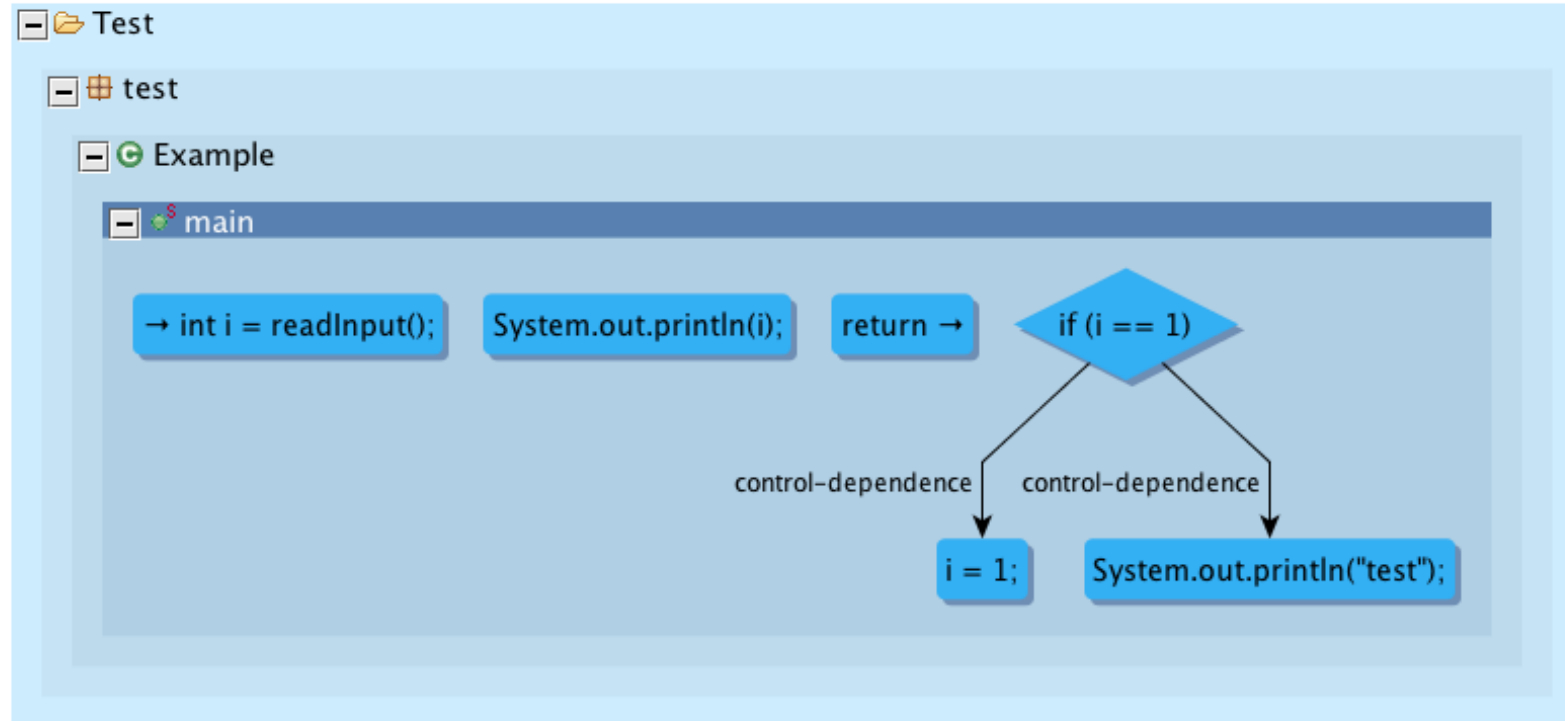 Test
test
Example
main
→ int i = readInput();
System.out.println(i);
return →
if (i == 1)
control-dependence
control-dependence
i = 1;
System.out.println("test");